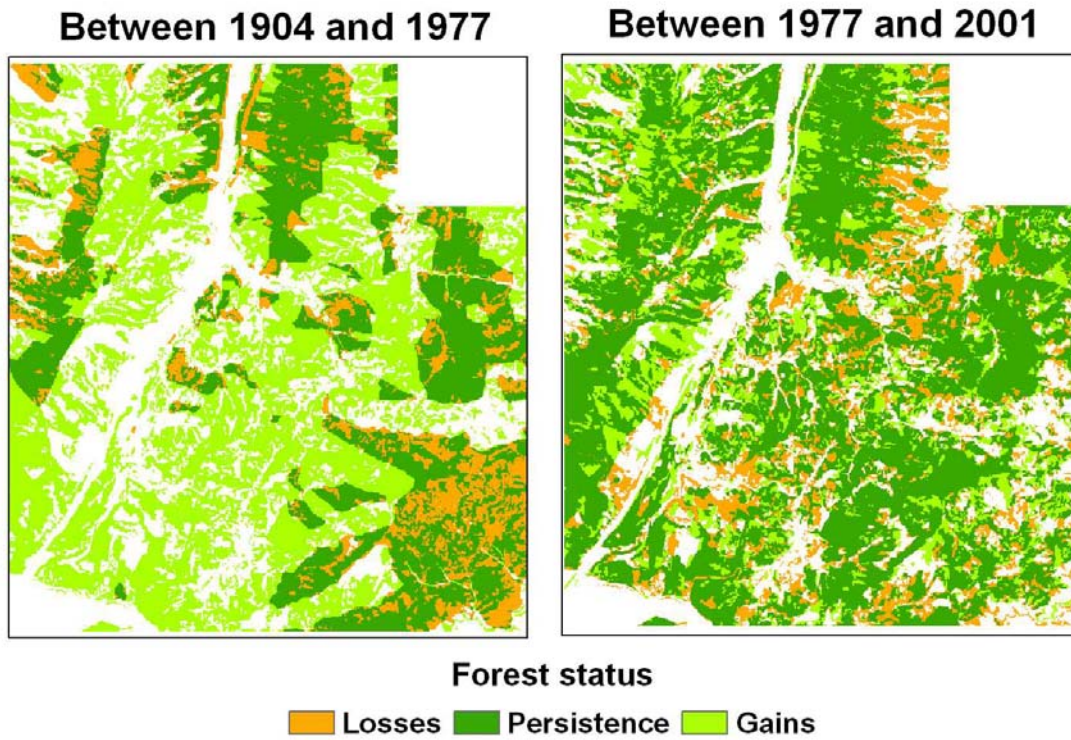 Between 1904 and 1977
Between 1977 and 2001
Forest status
Losses Persistence Gains